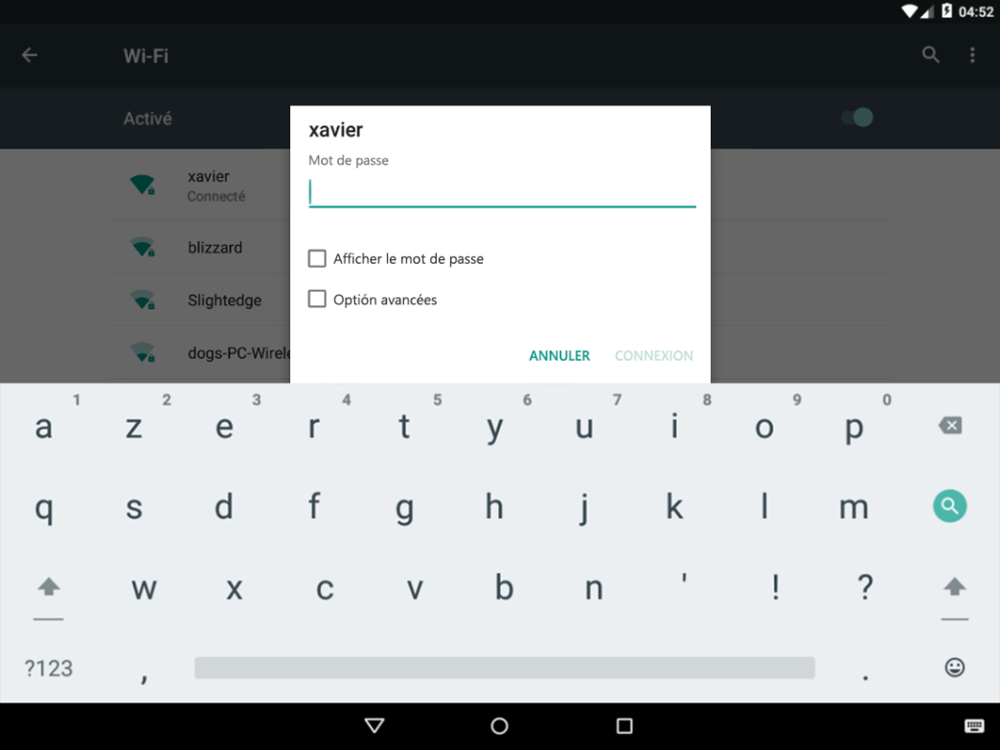 04:52
Wi-Fi
Activé
xavier
Connecté
blizzard
Slightedge
dogs-PC-Wirele
xavier
Mot de passe
Afficher le mot de passe
Optión avancées
ANNULER CONNEXION
1 2 3 4 5 6 7 8 9 0
a z e r t y u i o p
q s d f g h j k l m
w x c v b n ' ! ?
?123 , .